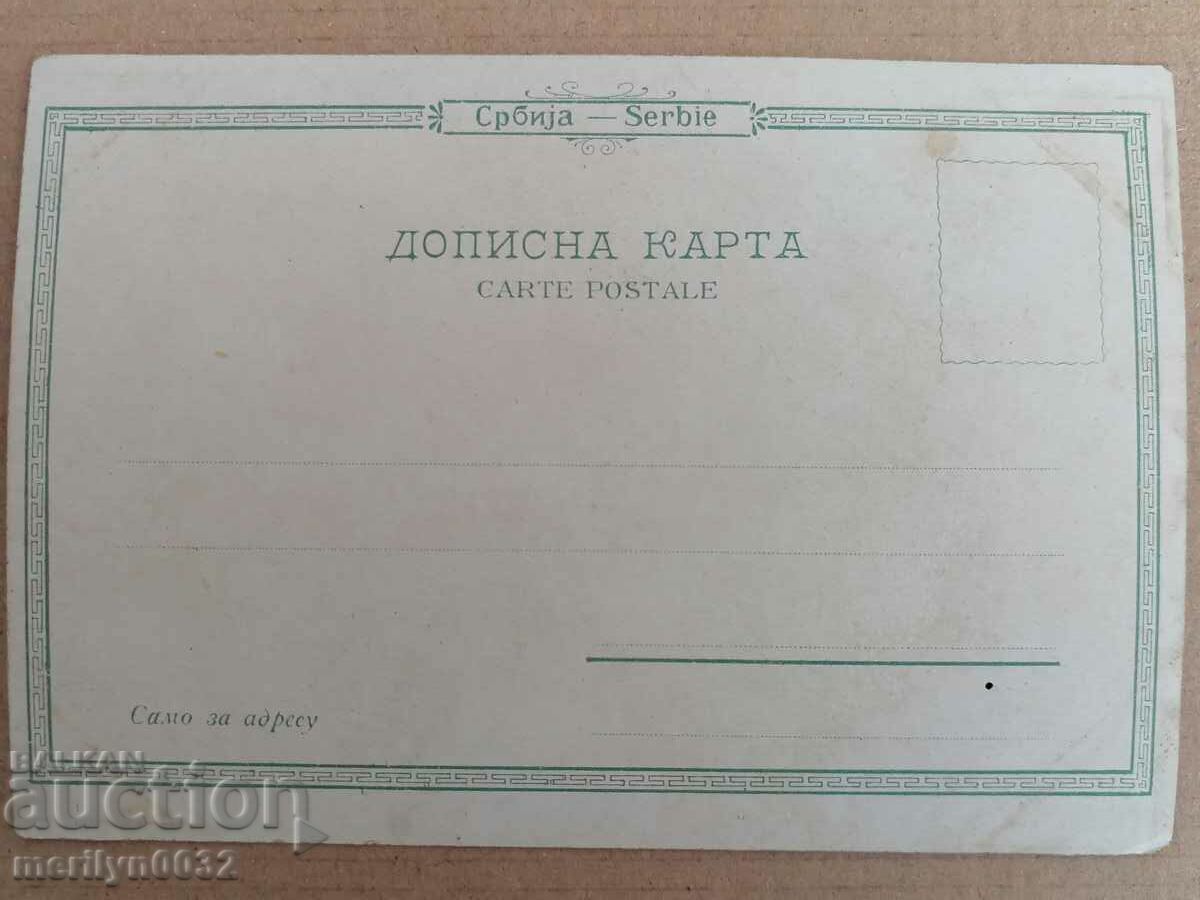 Србија — Serbie
ДОПИСНА КАРТА
CARTE POSTALE
Само за адресу
BALKAN
auction
merilyn0032